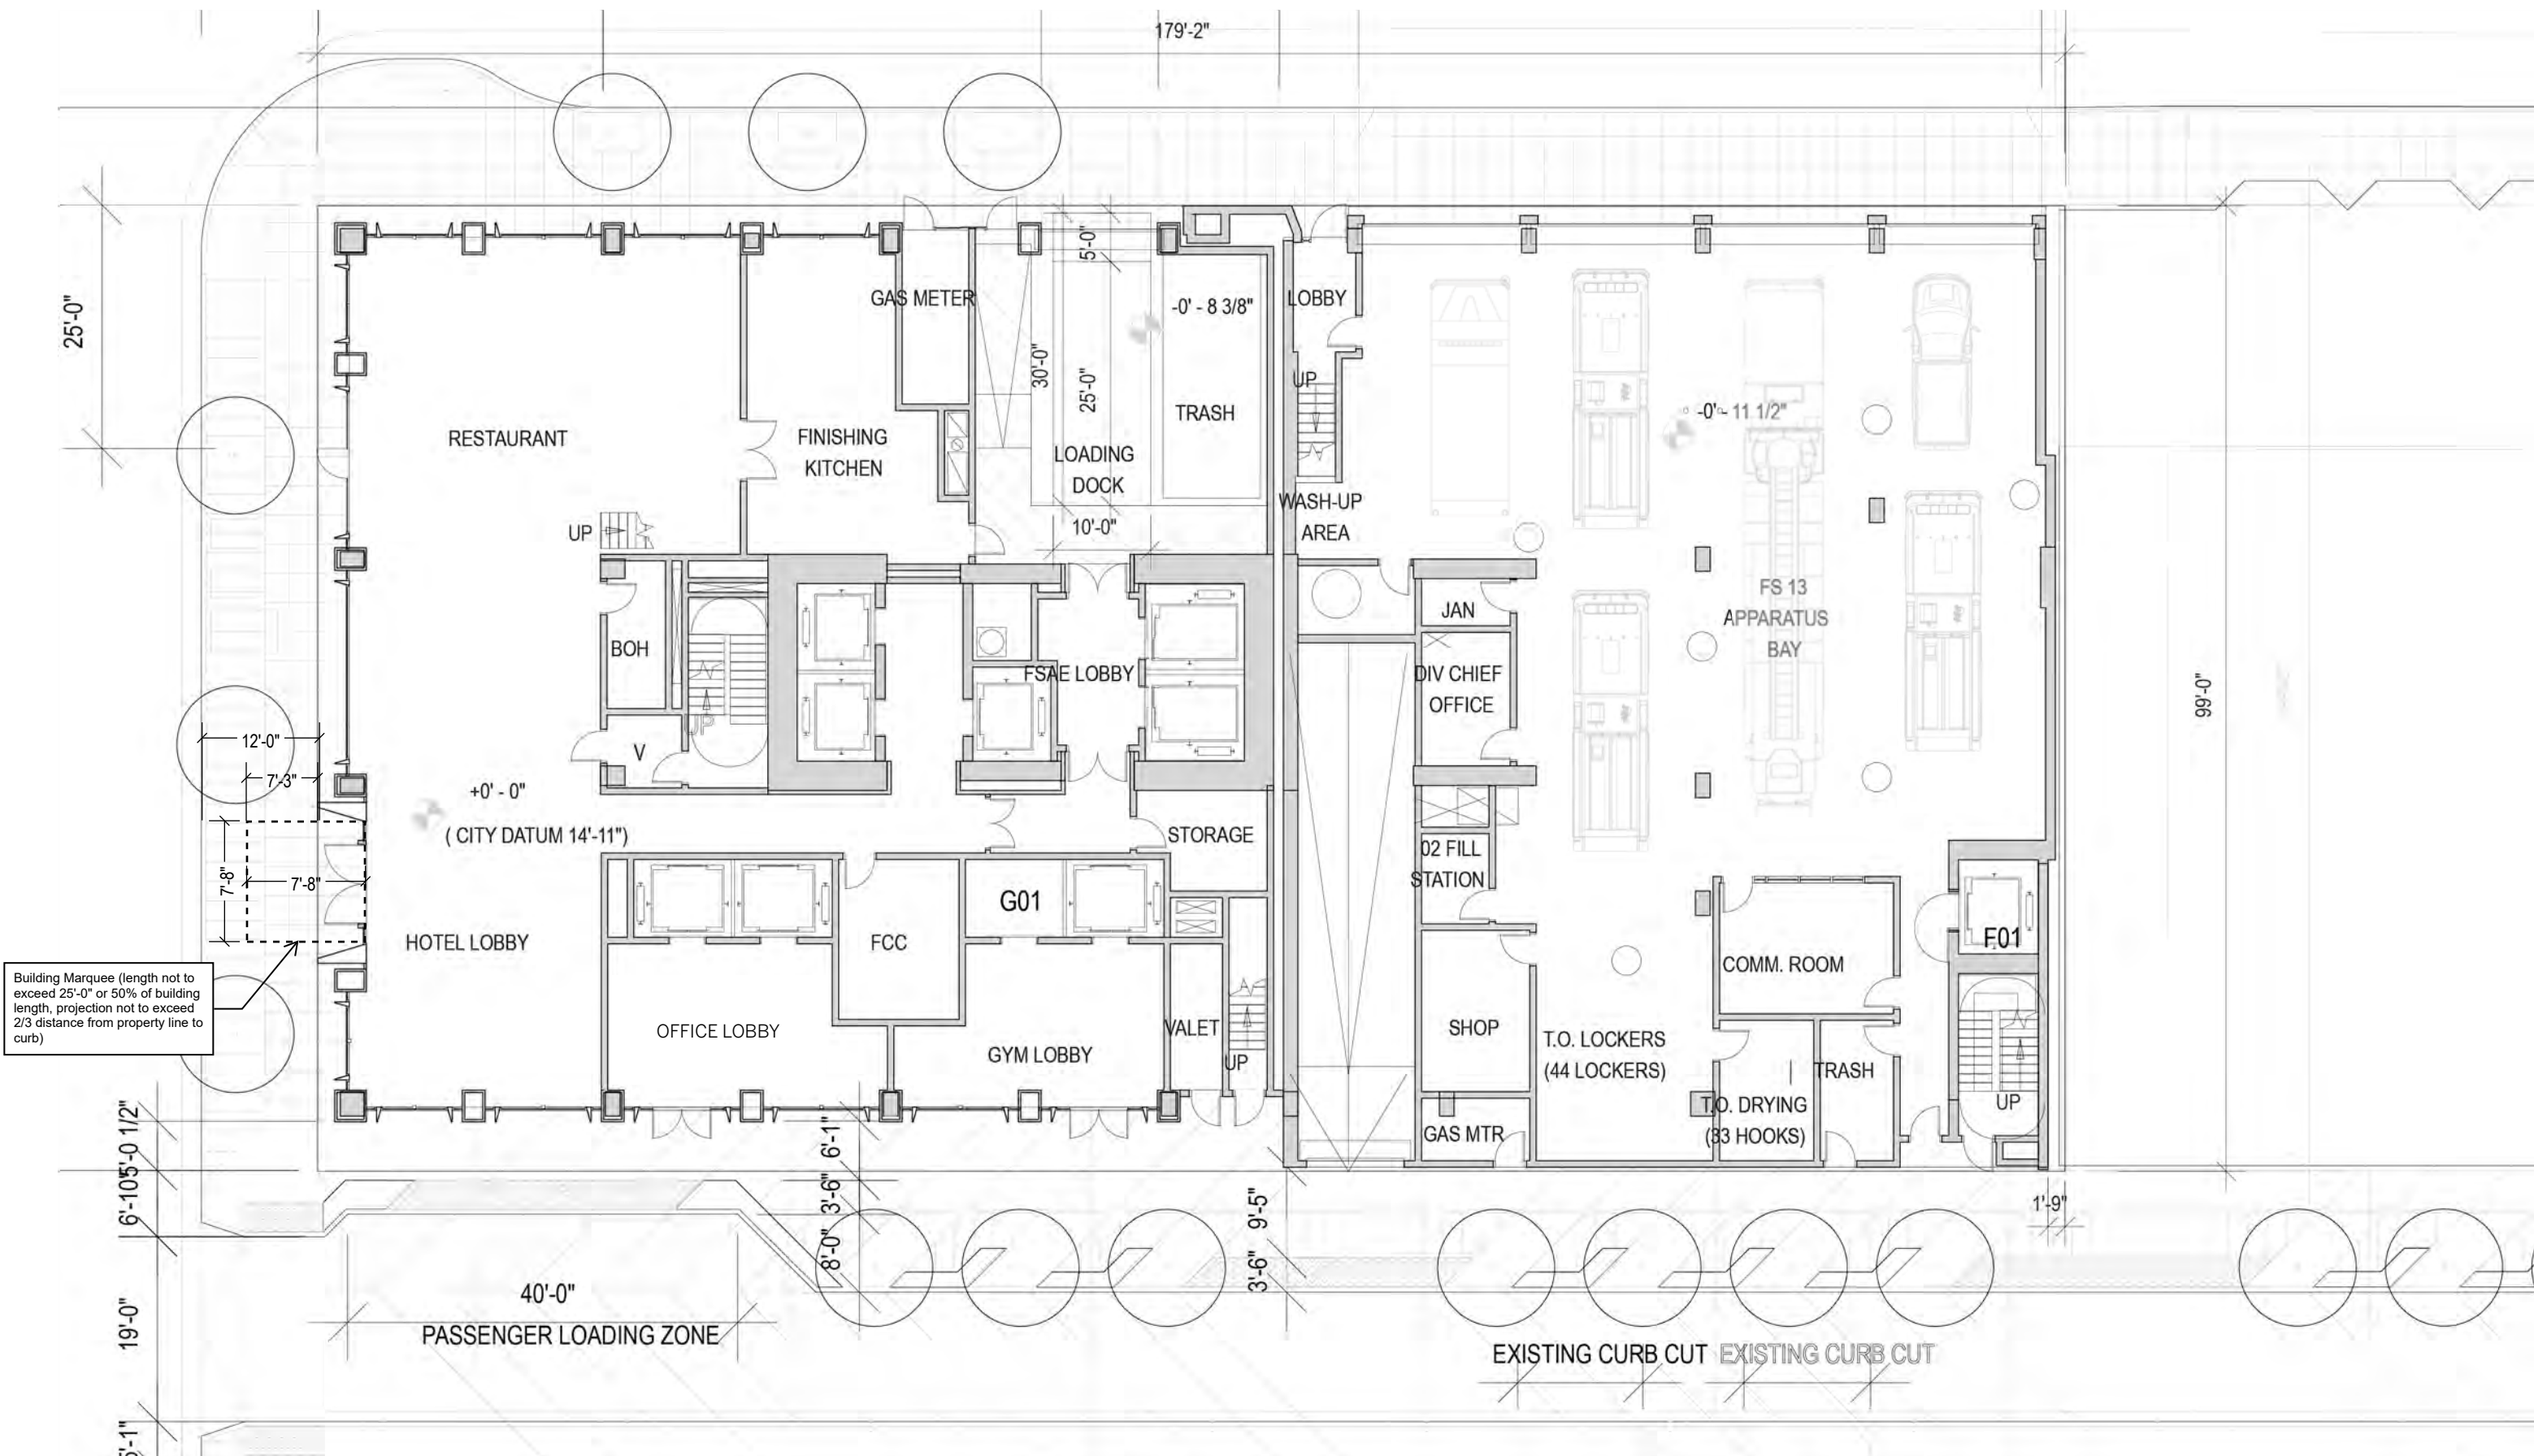 179'-2"
25'-0"
5'-0"
GAS METER
-0' - 8 3/8"
LOBBY
30'-0"
25'-0"
UP
TRASH
-0' - 11 1/2"
RESTAURANT
FINISHING
KITCHEN
LOADING
DOCK
WASH-UP
AREA
UP
10'-0"
FS 13
APPARATUS
BAY
JAN
BOH
FSAE LOBBY
DIV CHIEF
OFFICE
99'-0"
UP
V
12'-0"
7'-3"
+0' - 0"
( CITY DATUM 14'-11")
STORAGE
02 FILL
STATION
7'-8"
7'-8"
G01
HOTEL LOBBY
FCC
F01
COMM. ROOM
Building Marquee (length not to
exceed 25'-0" or 50% of building
length, projection not to exceed
2/3 distance from property line to
curb)
OFFICE LOBBY
GYM LOBBY
VALET
UP
SHOP
T.O. LOCKERS
(44 LOCKERS)
TRASH
T.O. DRYING
(33 HOOKS)
UP
GAS MTR
5'-0 1/2"
6'-10"
6'-1"
3'-6"
8'-0"
9'-5"
3'-6"
1'-9"
19'-0"
40'-0"
PASSENGER LOADING ZONE
EXISTING CURB CUT EXISTING CURB CUT